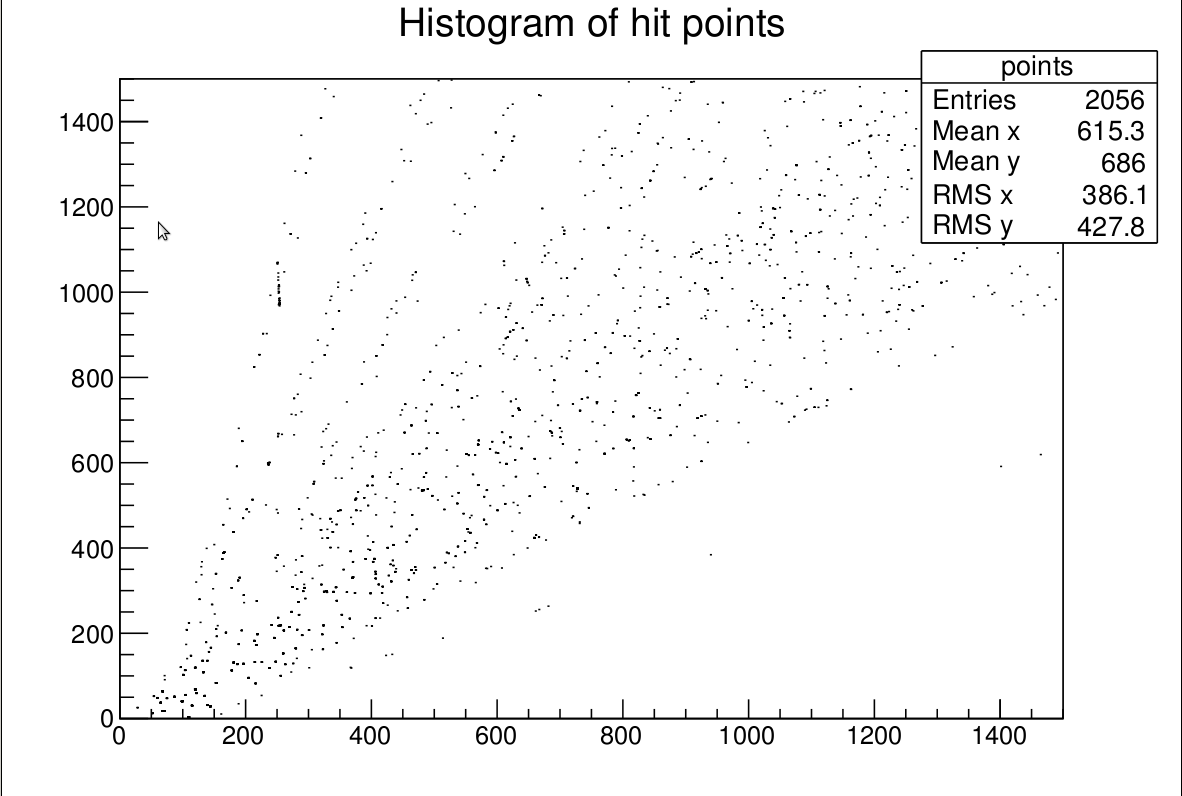 Histogram of hit points
points
Entries 2056
Mean x 615.3
Mean y 686
RMS x 386.1
RMS y 427.8
1400
1200
1000
800
600
400
200
0
0 200 400 600 800 1000 1200 1400